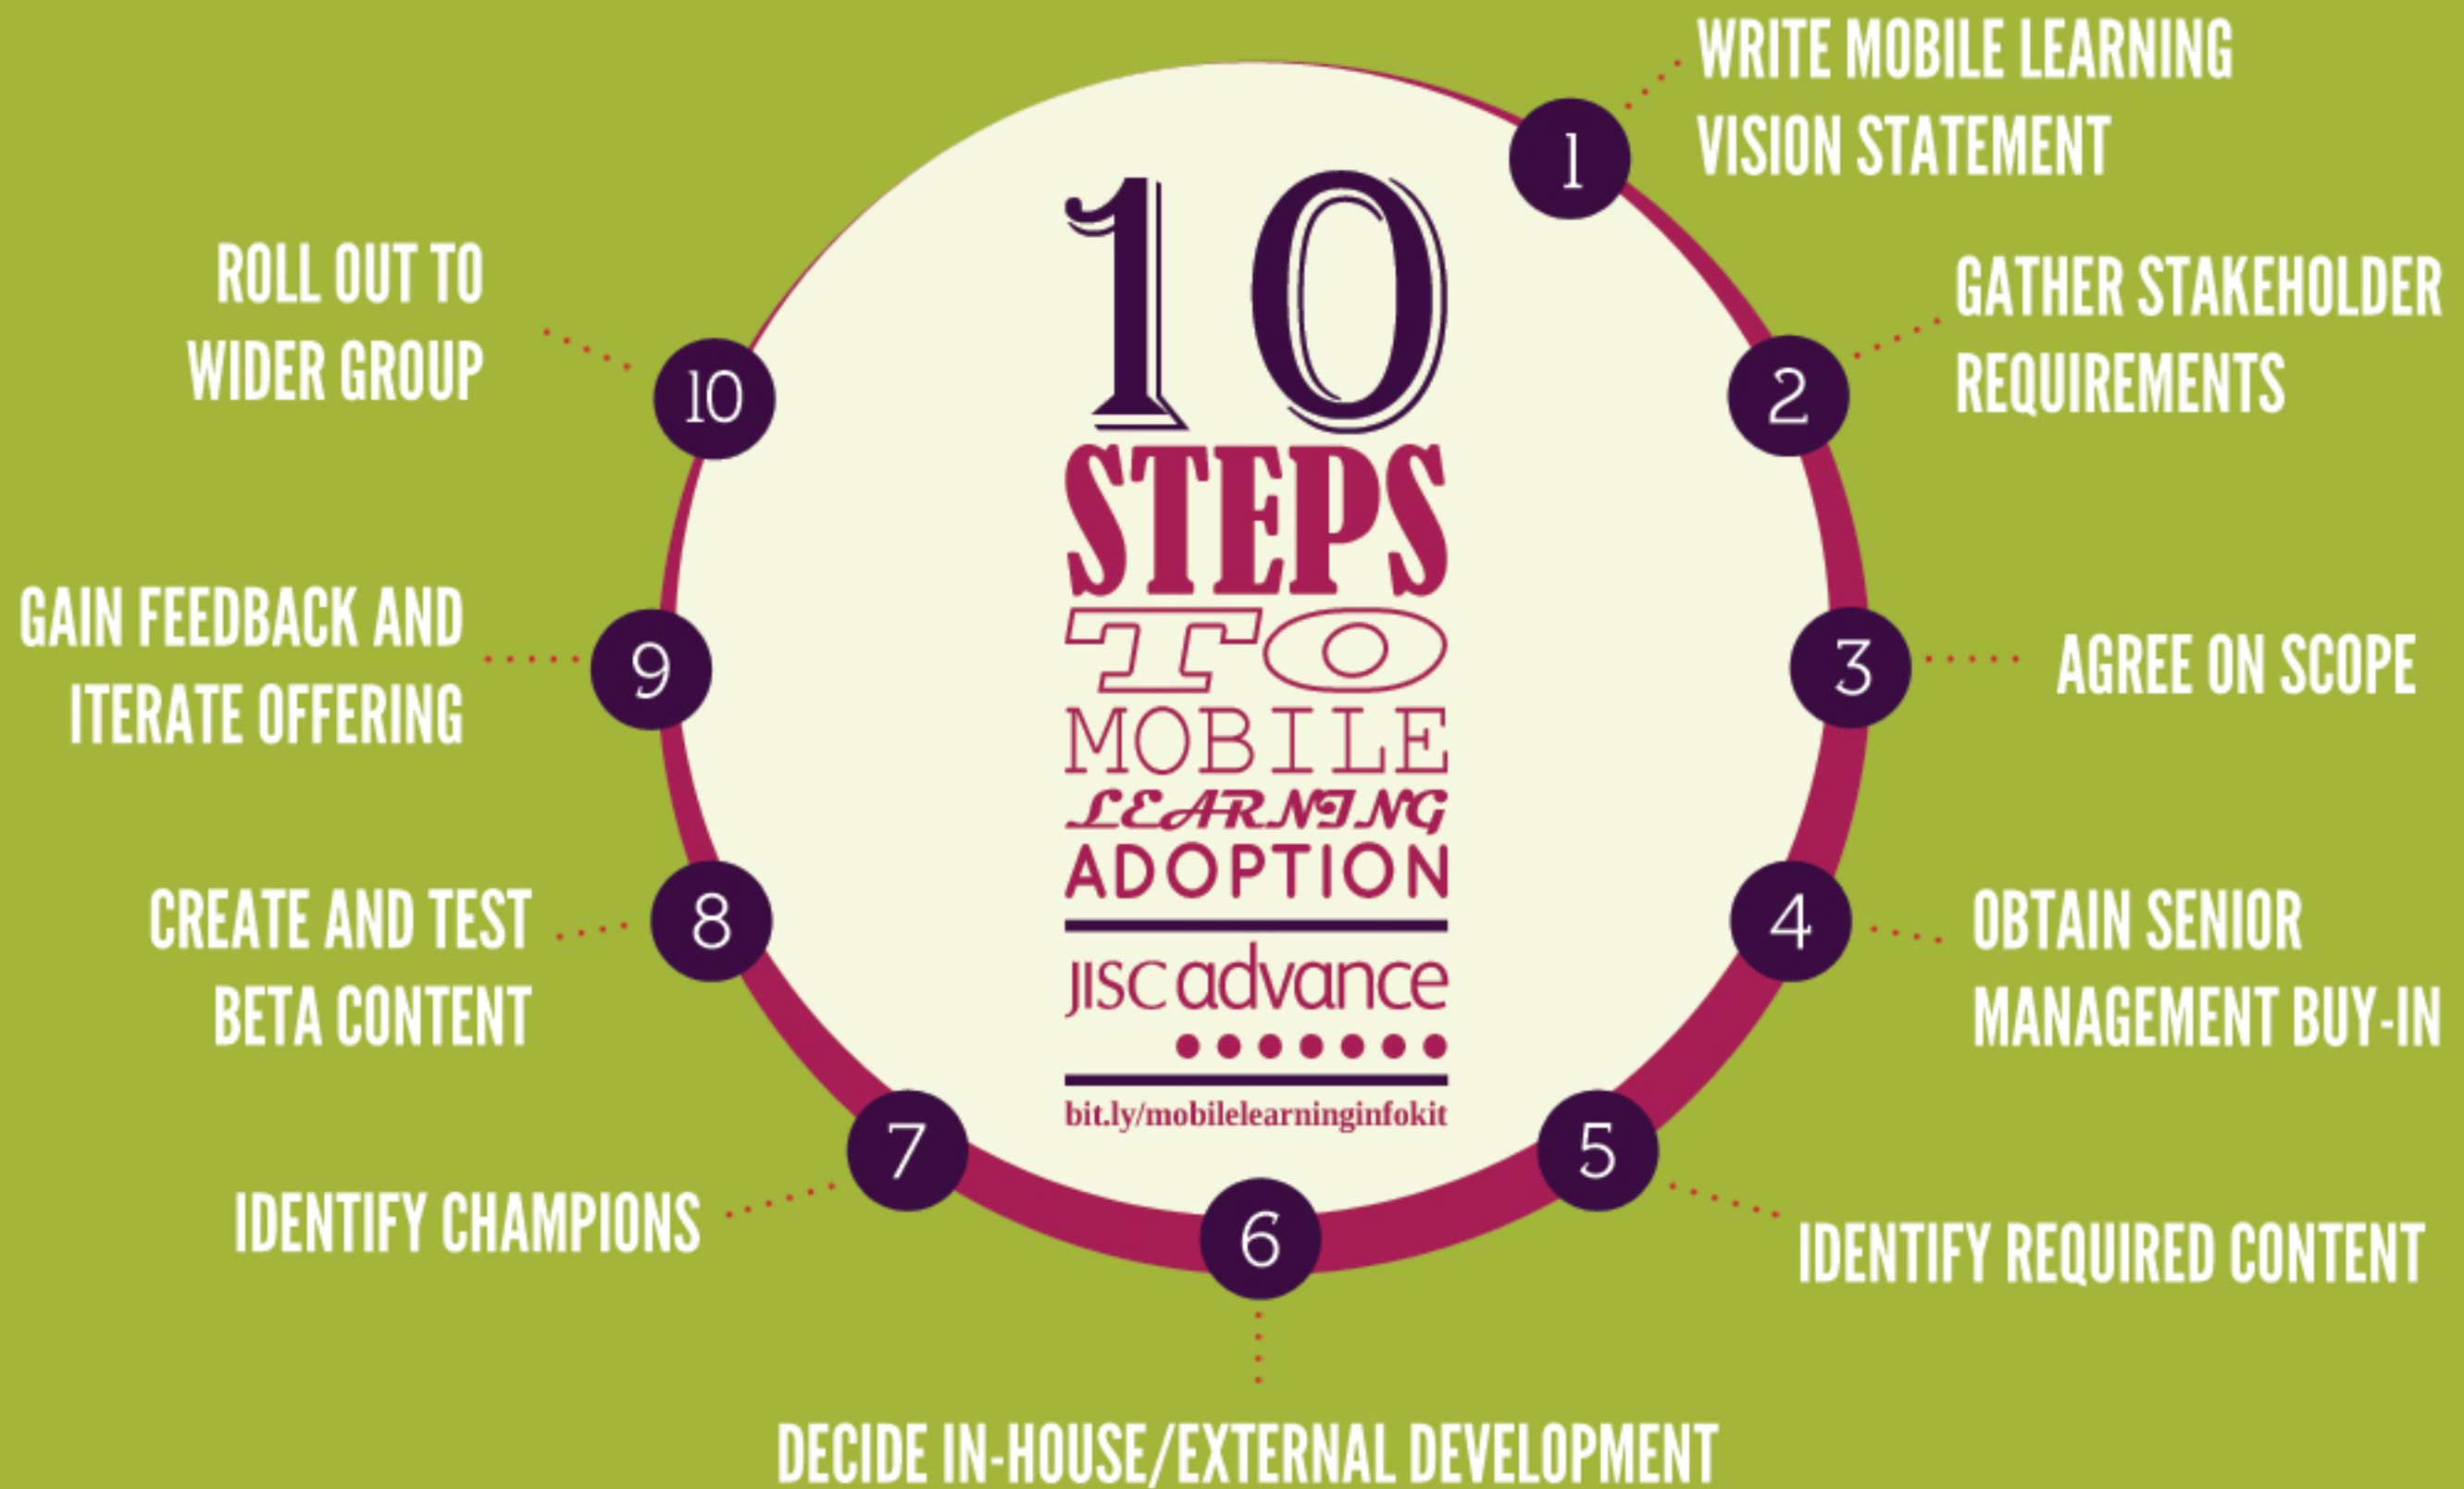 10
STEPS
TO
MOBILE
LEARNING
ADOPTION
JISC advance
bit.ly/mobilelearninginfokit
1
WRITE MOBILE LEARNING
VISION STATEMENT
2
GATHER STAKEHOLDER
REQUIREMENTS
3
AGREE ON SCOPE
4
OBTAIN SENIOR
MANAGEMENT BUY-IN
5
IDENTIFY REQUIRED CONTENT
6
DECIDE IN-HOUSE/EXTERNAL DEVELOPMENT
7
IDENTIFY CHAMPIONS
8
CREATE AND TEST
BETA CONTENT
9
GAIN FEEDBACK AND
ITERATE OFFERING
10
ROLL OUT TO
WIDER GROUP